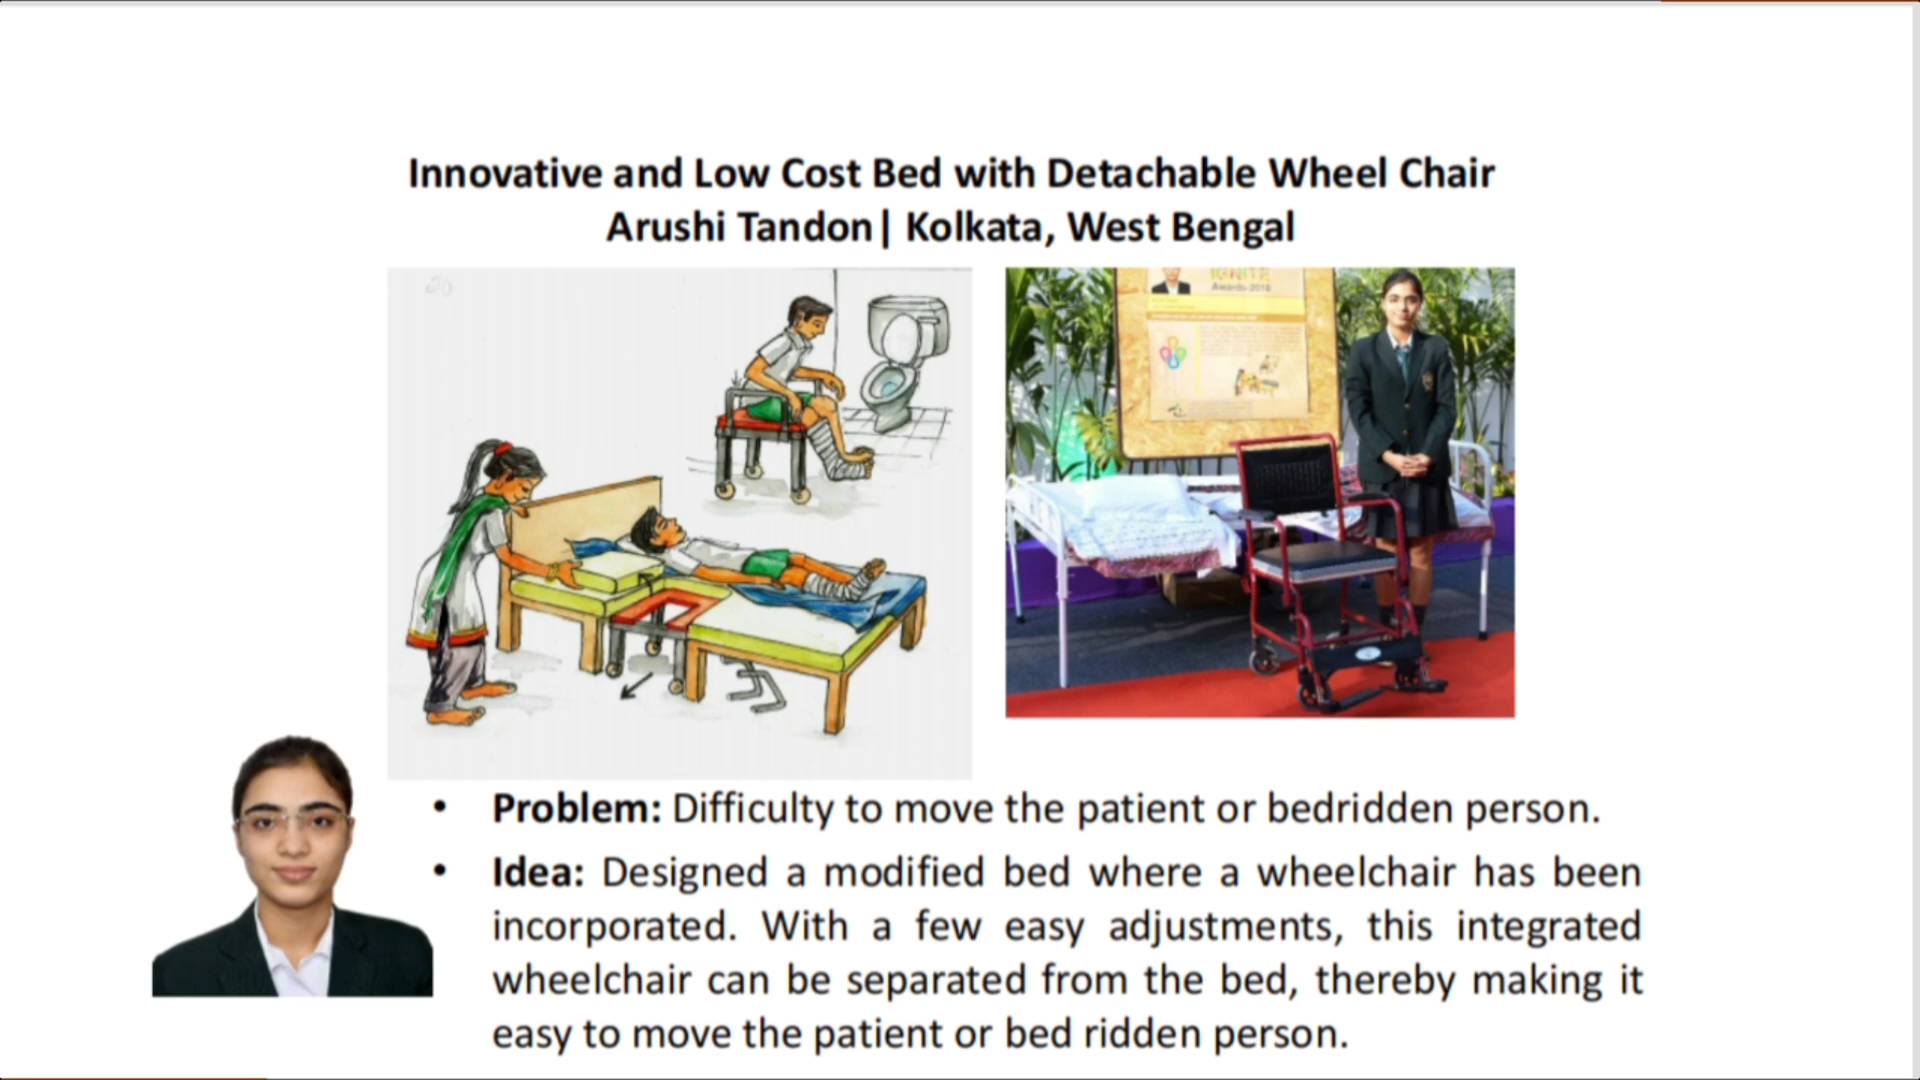 Innovative and Low Cost Bed with Detachable Wheel Chair
Arushi Tandon| Kolkata, West Bengal
IGNITE
Awards-2018
• Problem: Difficulty to move the patient or bedridden person.
• Idea: Designed a modified bed where a wheelchair has been
incorporated. With a few easy adjustments, this integrated
wheelchair can be separated from the bed, thereby making it
easy to move the patient or bed ridden person.